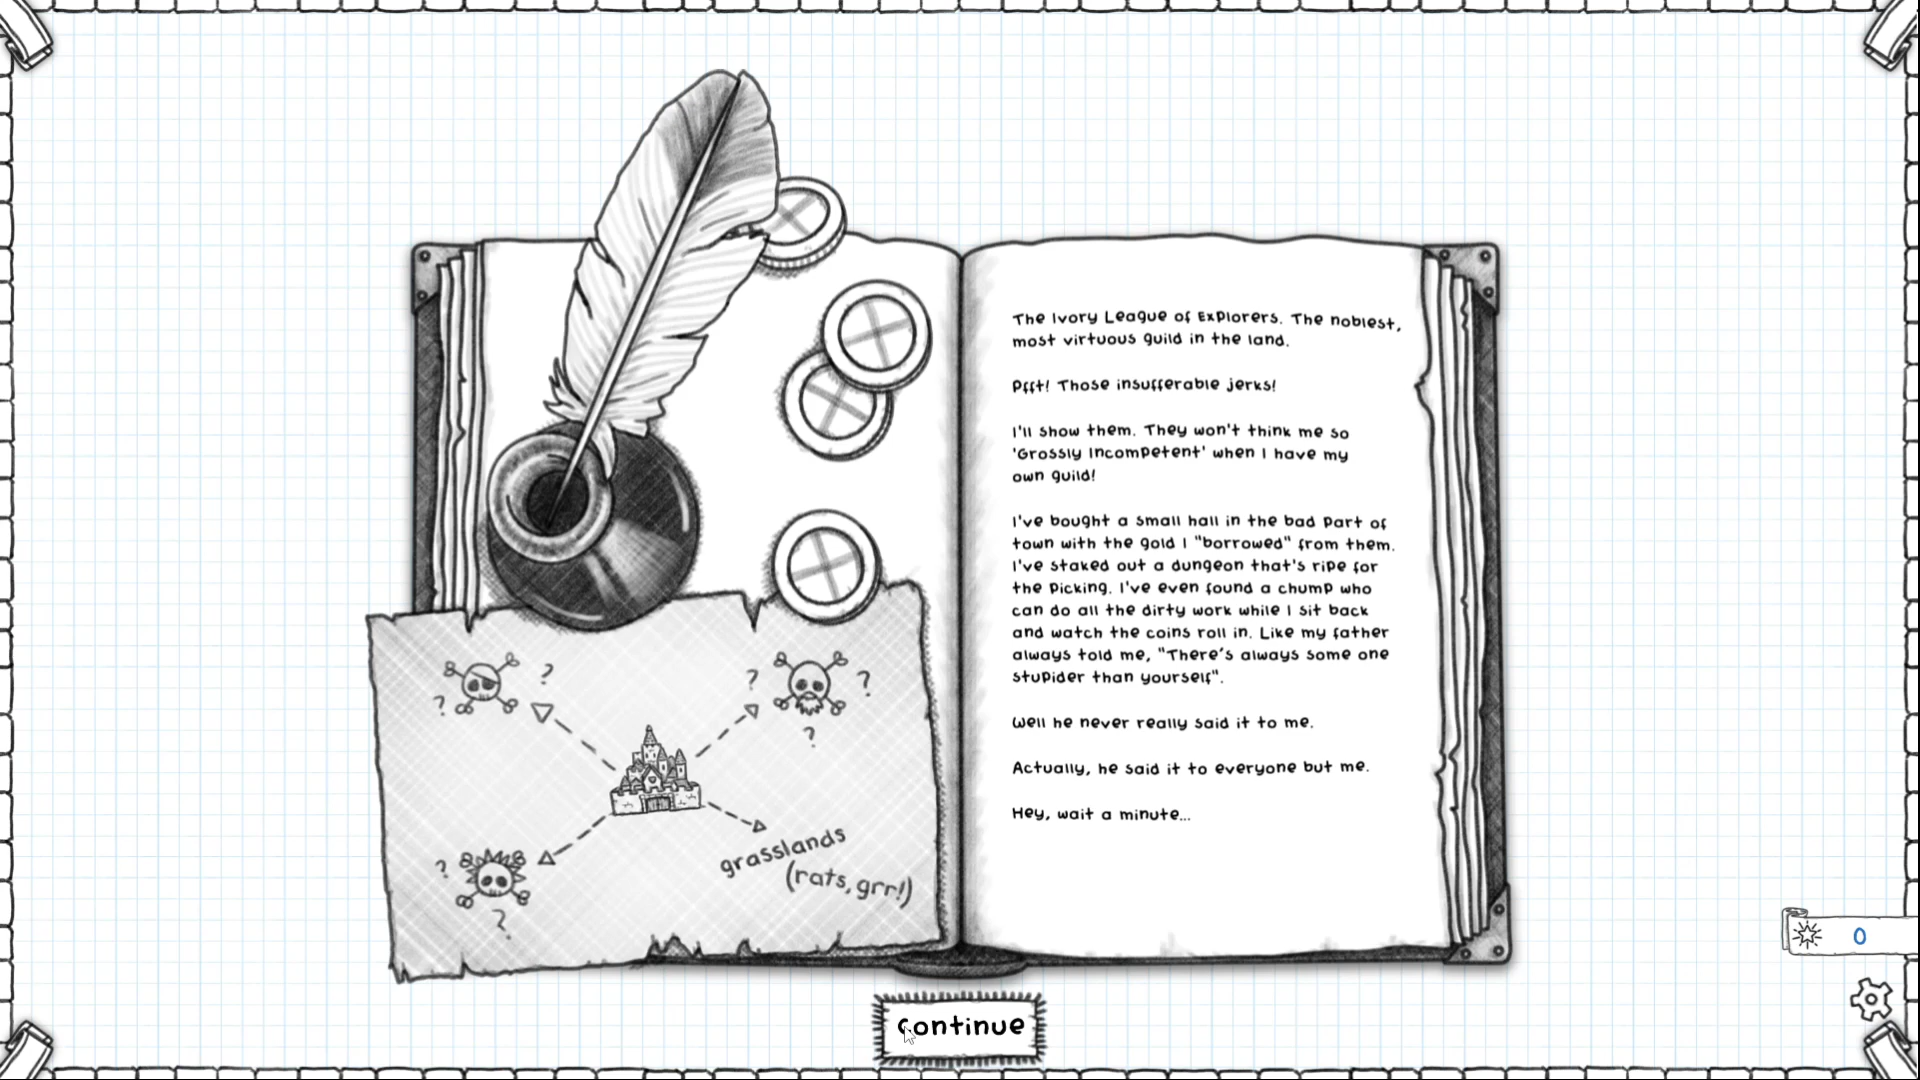 The Ivory League of Explorers. The noblest,
most virtuous guild in the land.
Pfft! Those insufferable jerks!
I'll show them. They won't think me so
'Grossly Incompetent' when I have my
own guild!
I've bought a small hall in the bad part of
town with the gold I "borrowed" from them.
I've staked out a dungeon that's ripe for
the picking. I've even found a chump who
can do all the dirty work while I sit back
and watch the coins roll in. Like my father
always told me, "There's always some one
stupider than yourself".
Well he never really said it to me.
Actually, he said it to everyone but me.
Hey, wait a minute...
? ? ? ?
?
grasslands
(rats, grr!)
?
?
0
continue